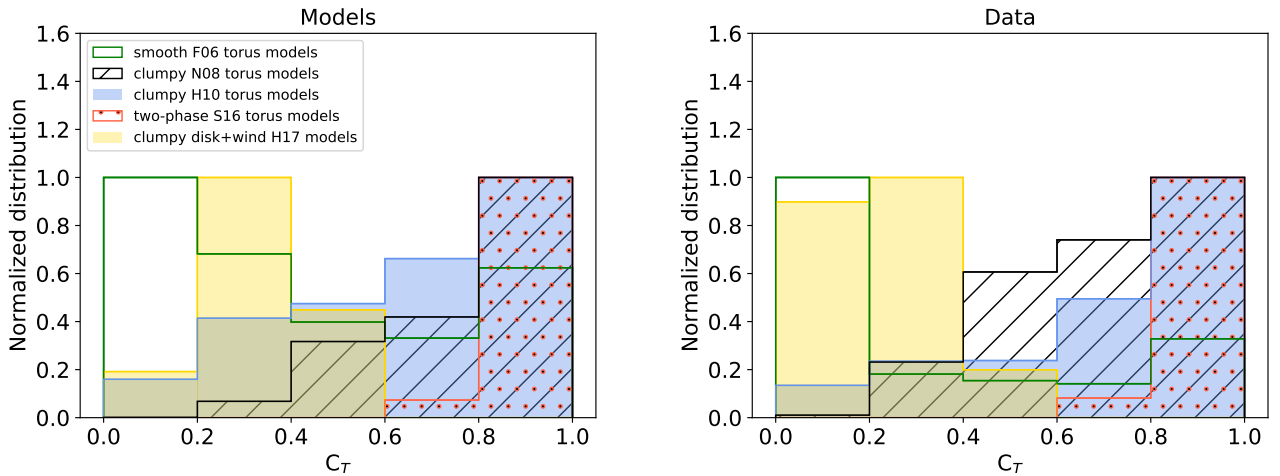 Models
1.6
1.4
1.2
1.0
0.8
0.6
0.4
0.2
0.0
Normalized distribution
smooth F06 torus models
clumpy N08 torus models
clumpy H10 torus models
two-phase S16 torus models
clumpy disk+wind H17 models
0.0 0.2 0.4 0.6 0.8 1.0
C_T
Data
1.6
1.4
1.2
1.0
0.8
0.6
0.4
0.2
0.0
Normalized distribution
0.0 0.2 0.4 0.6 0.8 1.0
C_T